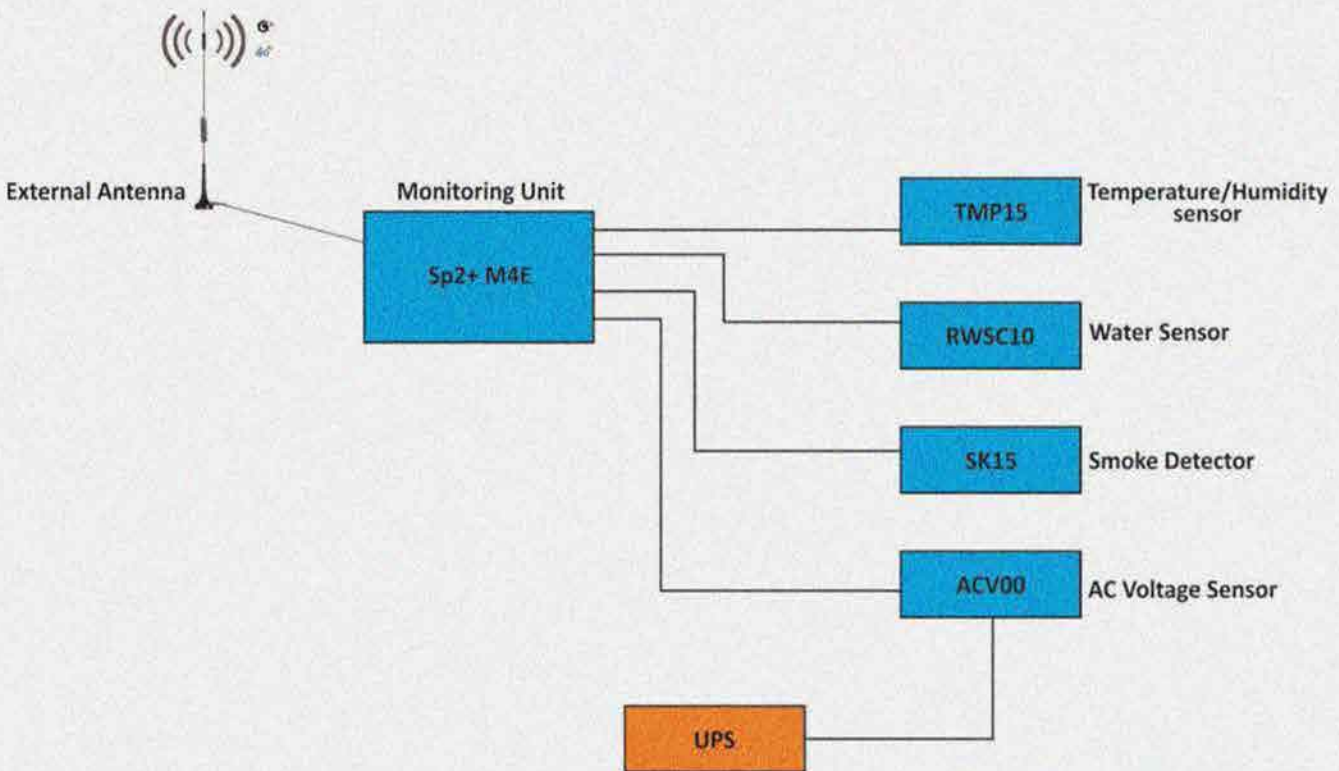 External Antenna
Monitoring Unit
Sp2+ M4E
TMP15
Temperature/Humidity
sensor
RWSC10
Water Sensor
SK15
Smoke Detector
ACV00
AC Voltage Sensor
UPS